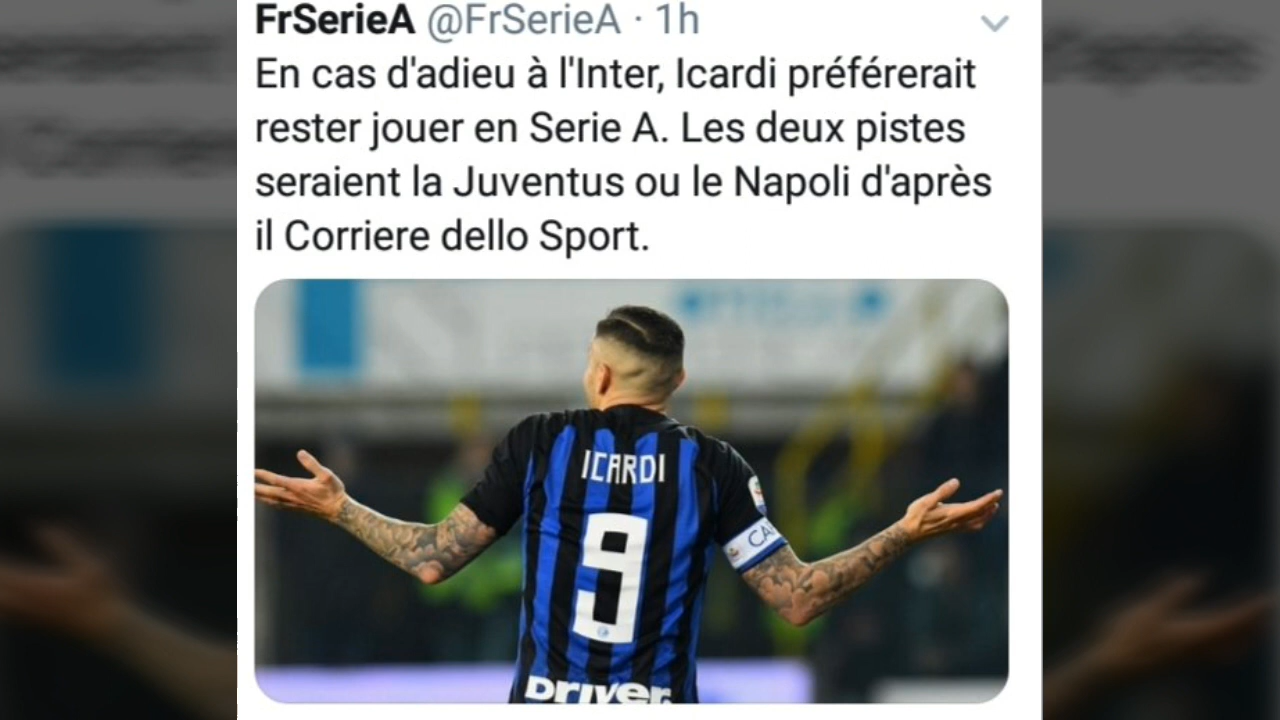 FrSerieA @FrSerieA · 1h
En cas d'adieu à l'Inter, Icardi préférerait
rester jouer en Serie A. Les deux pistes
seraient la Juventus ou le Napoli d'après
il Corriere dello Sport.
ICARDI
9
CA
DRIVER